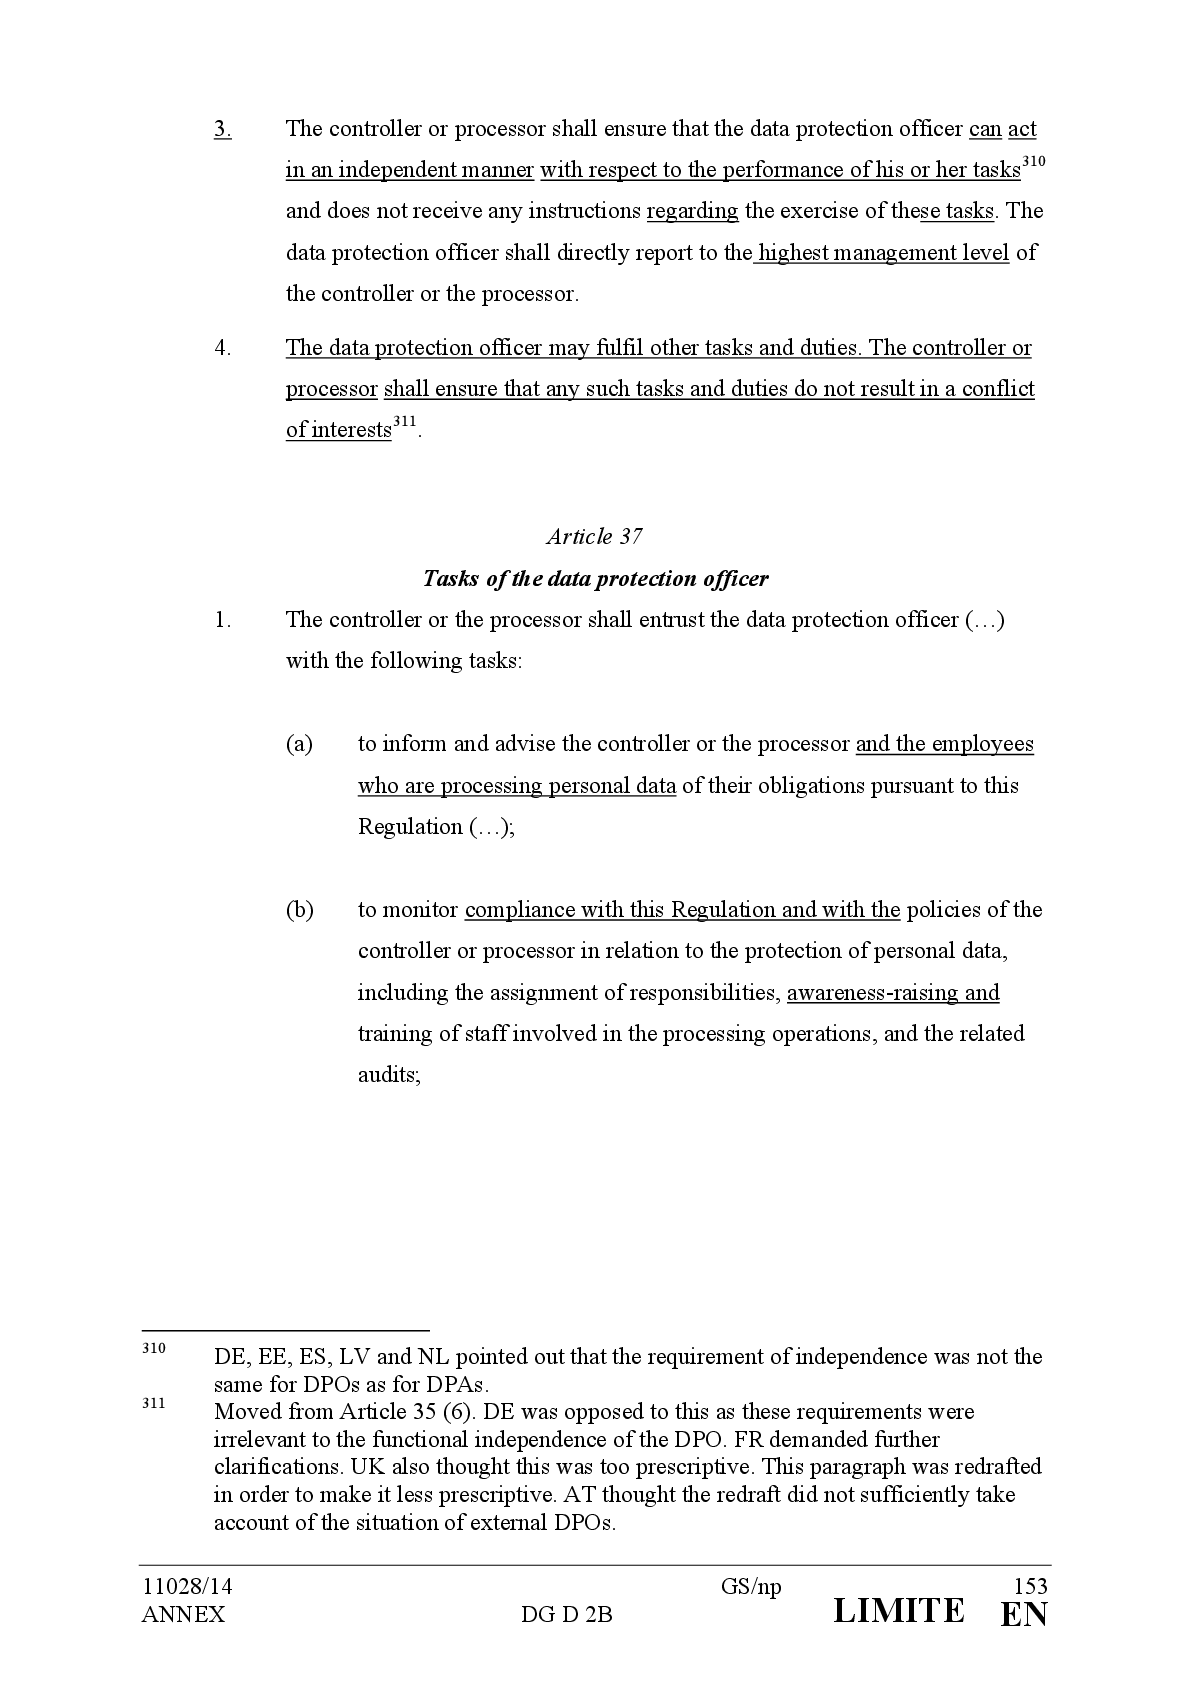 3. The controller or processor shall ensure that the data protection officer can act
in an independent manner with respect to the performance of his or her tasks310
and does not receive any instructions regarding the exercise of these tasks. The
data protection officer shall directly report to the highest management level of
the controller or the processor.
4. The data protection officer may fulfil other tasks and duties. The controller or
processor shall ensure that any such tasks and duties do not result in a conflict
of interests311.
Article 37
Tasks of the data protection officer
1. The controller or the processor shall entrust the data protection officer (…)
with the following tasks:
(a) to inform and advise the controller or the processor and the employees
who are processing personal data of their obligations pursuant to this
Regulation (…);
(b) to monitor compliance with this Regulation and with the policies of the
controller or processor in relation to the protection of personal data,
including the assignment of responsibilities, awareness-raising and
training of staff involved in the processing operations, and the related
audits;
310 DE, EE, ES, LV and NL pointed out that the requirement of independence was not the
same for DPOs as for DPAs.
311 Moved from Article 35 (6). DE was opposed to this as these requirements were
irrelevant to the functional independence of the DPO. FR demanded further
clarifications. UK also thought this was too prescriptive. This paragraph was redrafted
in order to make it less prescriptive. AT thought the redraft did not sufficiently take
account of the situation of external DPOs.
11028/14 GS/np 153
ANNEX DG D 2B LIMITE EN